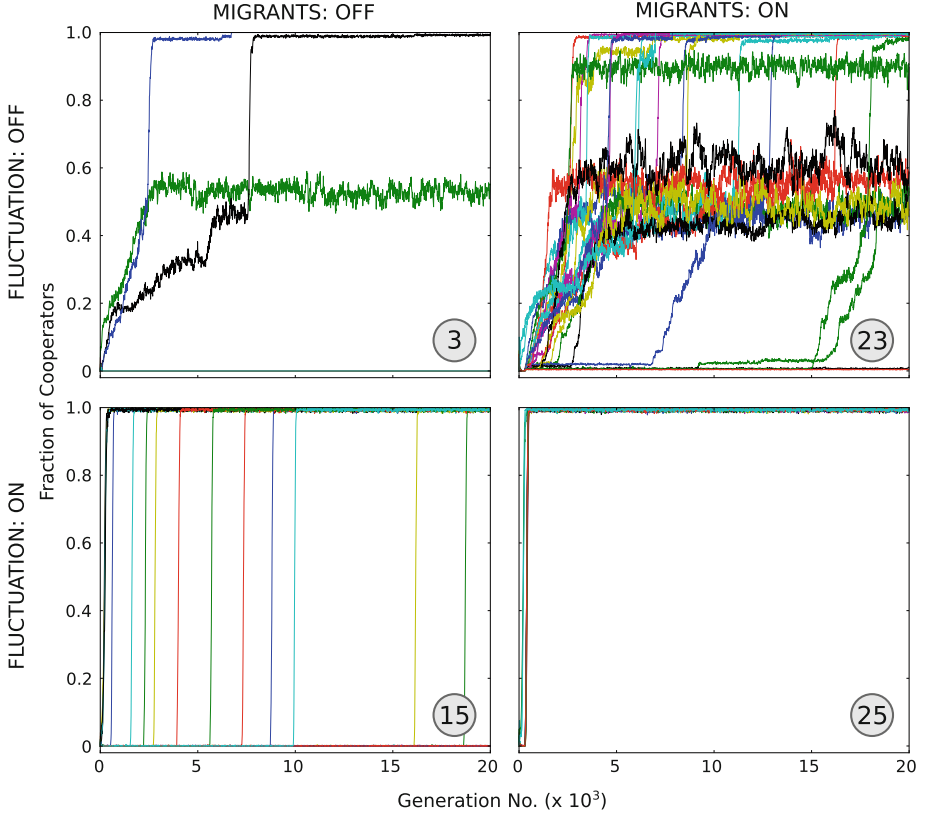 MIGRANTS: OFF
MIGRANTS: ON
FLUCTUATION: OFF
1.0
0.8
0.6
0.4
0.2
0
3
23
Fraction of Cooperators
FLUCTUATION: ON
1.0
0.8
0.6
0.4
0.2
0
15
25
0 5 10 15 20
0 5 10 15 20
Generation No. (x 10³)